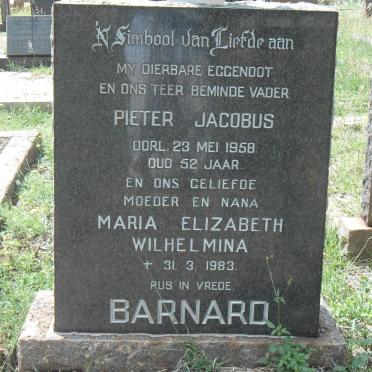 'N Simbool van Liefde aan
MY DIERBARE EGGENOOT
EN ONS TEER BEMINDE VADER
PIETER JACOBUS
OORL. 23 MEI 1958
OUD 52 JAAR.
EN ONS GELIEFDE
MOEDER EN NANA
MARIA ELIZABETH
WILHELMINA
+ 31. 3. 1983.
RUS IN VREDE.
BARNARD